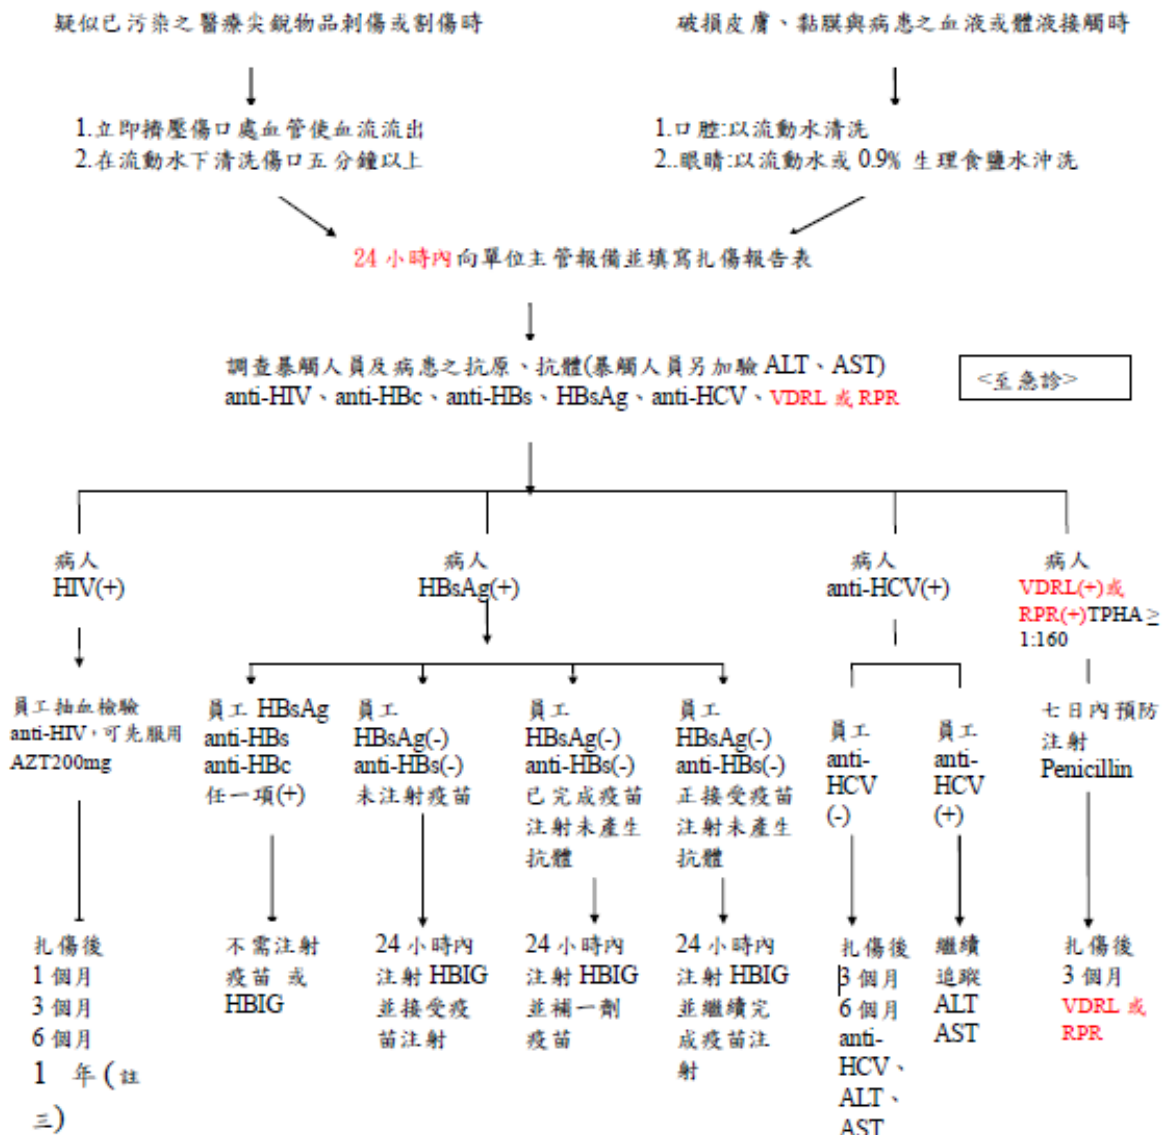 疑似已污染之醫療尖銳物品刺傷或割傷時
破損皮膚、黏膜與病患之血液或體液接觸時
1.立即擠壓傷口處血管使血流流出
2.在流動水下清洗傷口五分鐘以上
1.口腔:以流動水清洗
2..眼睛:以流動水或 0.9% 生理食鹽水沖洗
24 小時內向單位主管報備並填寫扎傷報告表
調查暴觸人員及病患之抗原、抗體(暴觸人員另加驗 ALT、AST)
anti-HIV、anti-HBc、anti-HBs、HBsAg、anti-HCV、VDRL 或 RPR
<至急診>
病人
HIV(+)
病人
HBsAg(+)
病人
anti-HCV(+)
病人
VDRL(+)或
RPR(+)TPHA ≥
1:160
員工抽血檢驗
anti-HIV，可先服用
AZT200mg
員工 HBsAg
anti-HBs
anti-HBc
任一項(+)
員工
HBsAg(-)
anti-HBs(-)
未注射疫苗
員工
HBsAg(-)
anti-HBs(-)
已完成疫苗
注射未產生
抗體
員工
HBsAg(-)
anti-HBs(-)
正接受疫苗
注射未產生
抗體
員工
anti-
HCV
(-)
員工
anti-
HCV
(+)
七日內預防
注射
Penicillin
扎傷後
1 個月
3 個月
6 個月
1 年(註
三)
不需注射
疫苗 或
HBIG
24 小時內
注射 HBIG
並接受疫
苗注射
24 小時內
注射 HBIG
並補一劑
疫苗
24 小時內
注射 HBIG
並繼續完
成疫苗注
射
扎傷後
3 個月
6 個月
anti-
HCV、
ALT、
AST
繼續
追蹤
ALT
AST
扎傷後
3 個月
VDRL 或
RPR